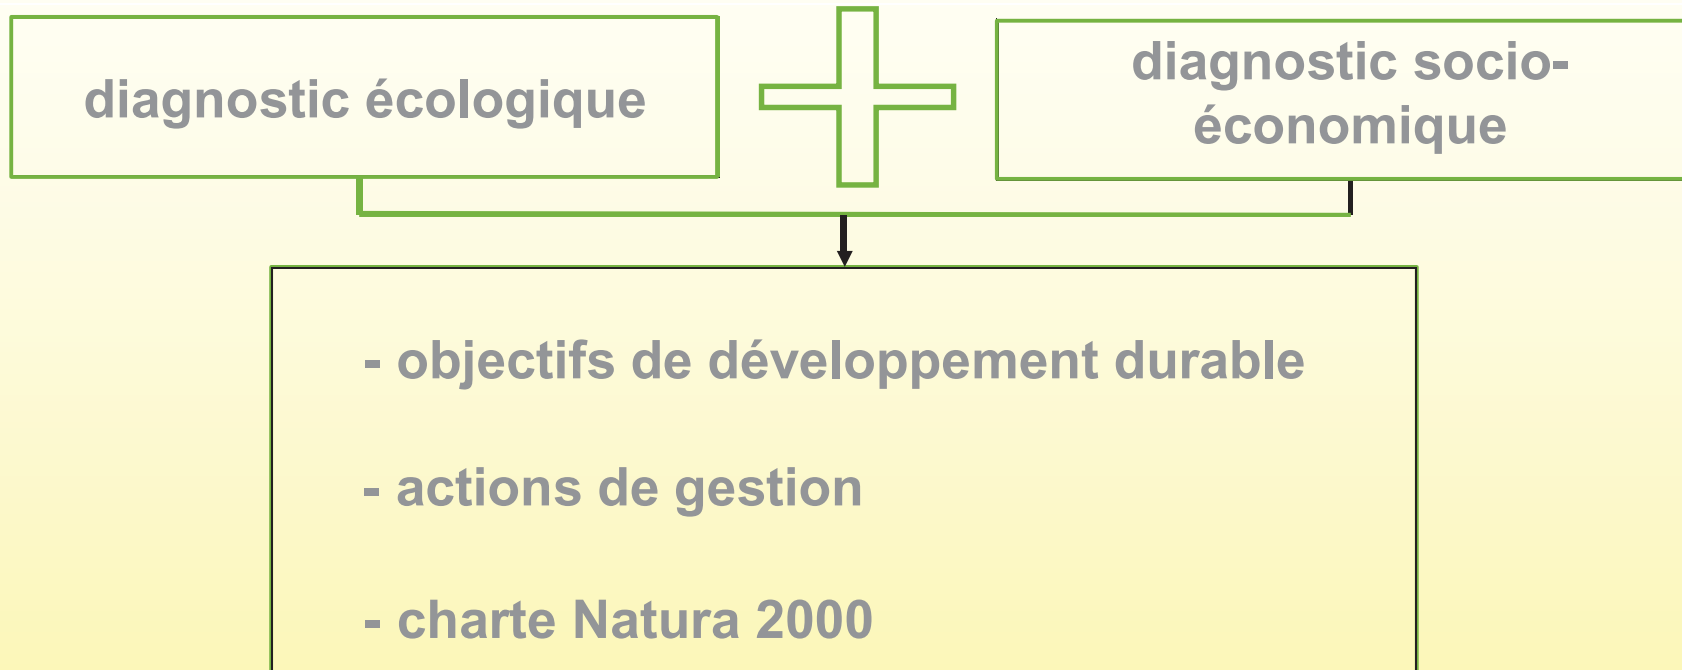 diagnostic écologique
diagnostic socio-
économique
- objectifs de développement durable
- actions de gestion
- charte Natura 2000